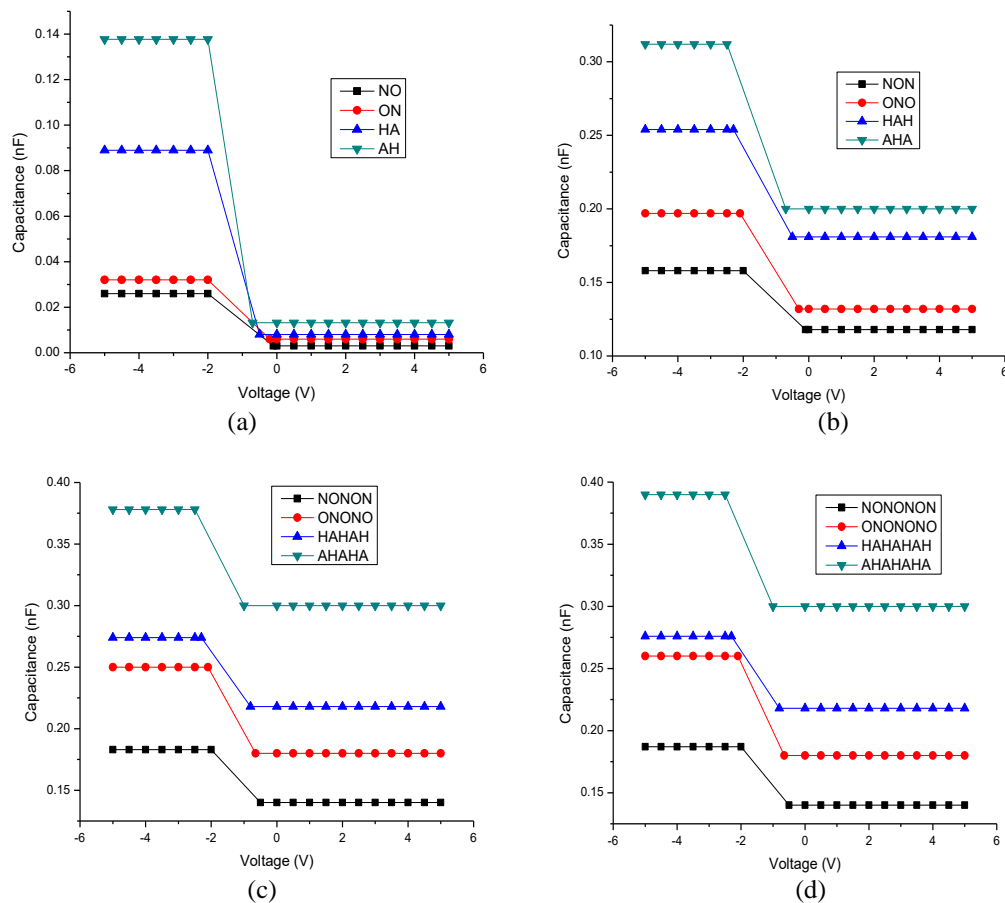 0.14
0.12
0.10
0.08
0.06
0.04
0.02
0.00
Capacitance (nF)
-6
-4
-2
0
2
4
6
Voltage (V)
NO
ON
HA
AH
(a)
0.30
0.25
0.20
0.15
0.10
Capacitance (nF)
-6
-4
-2
0
2
4
6
Voltage (V)
NON
ONO
HAH
AHA
(b)
0.40
0.35
0.30
0.25
0.20
0.15
Capacitance (nF)
-6
-4
-2
0
2
4
6
Voltage (V)
NONON
ONONO
HAHAH
AHAHA
(c)
0.40
0.35
0.30
0.25
0.20
0.15
Capacitance (nF)
-6
-4
-2
0
2
4
6
Voltage (V)
NONONON
ONONONO
HAHAHAH
AHAHAHA
(d)